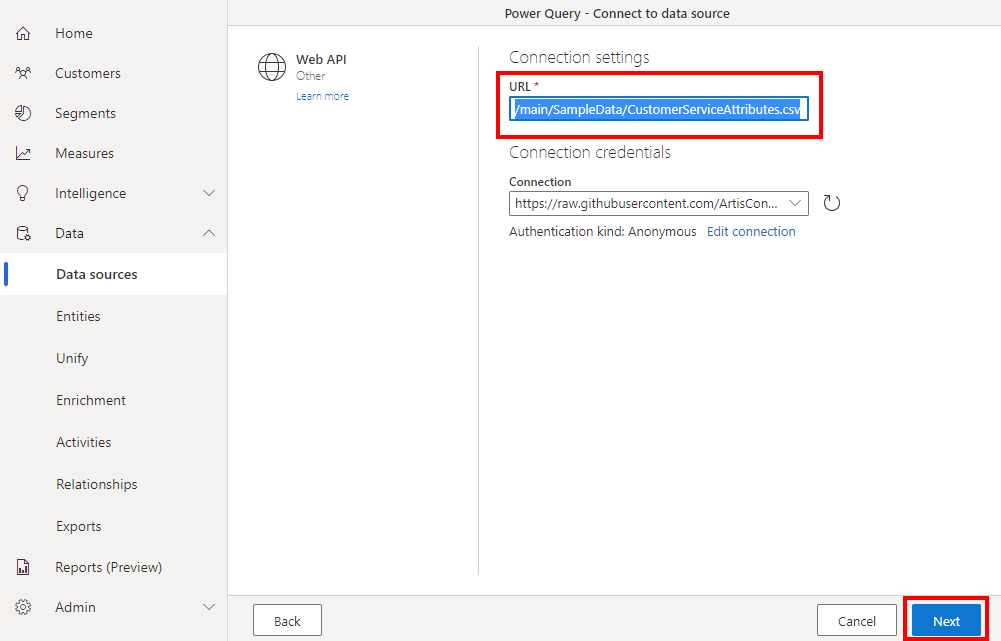 Power Query - Connect to data source
Home
Customers
Segments
Measures
Intelligence
Data
Data sources
Entities
Unify
Enrichment
Activities
Relationships
Exports
Reports (Preview)
Admin
Web API
Other
Learn more
Connection settings
URL *
/main/SampleData/CustomerServiceAttributes.csv
Connection credentials
Connection
https://raw.githubusercontent.com/ArtisCon...
Authentication kind: Anonymous Edit connection
Back
Cancel
Next